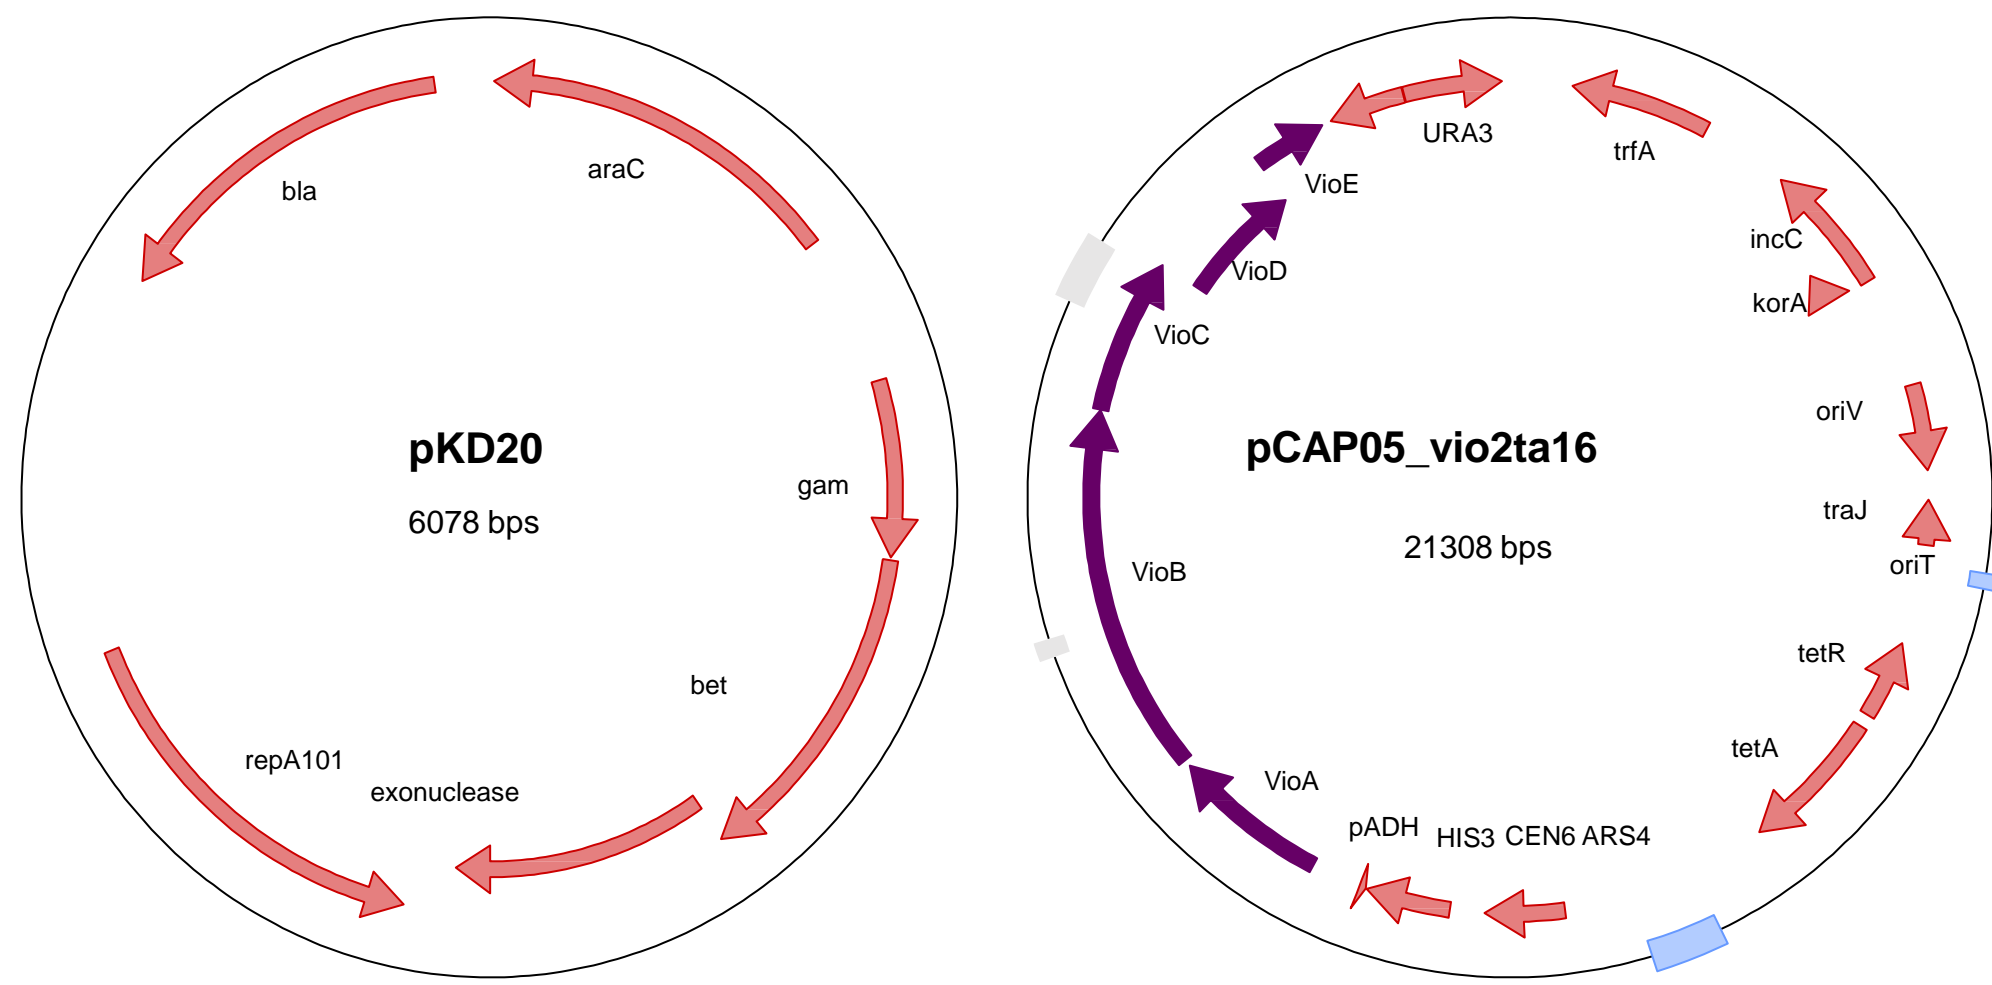 bla
araC
pKD20
6078 bps
gam
bet
repA101
exonuclease
URA3
trfA
VioE
incC
VioD
korA
VioC
oriV
pCAP05_vio2ta16
21308 bps
traJ
oriT
VioB
tetR
tetA
VioA
pADH HIS3 CEN6 ARS4